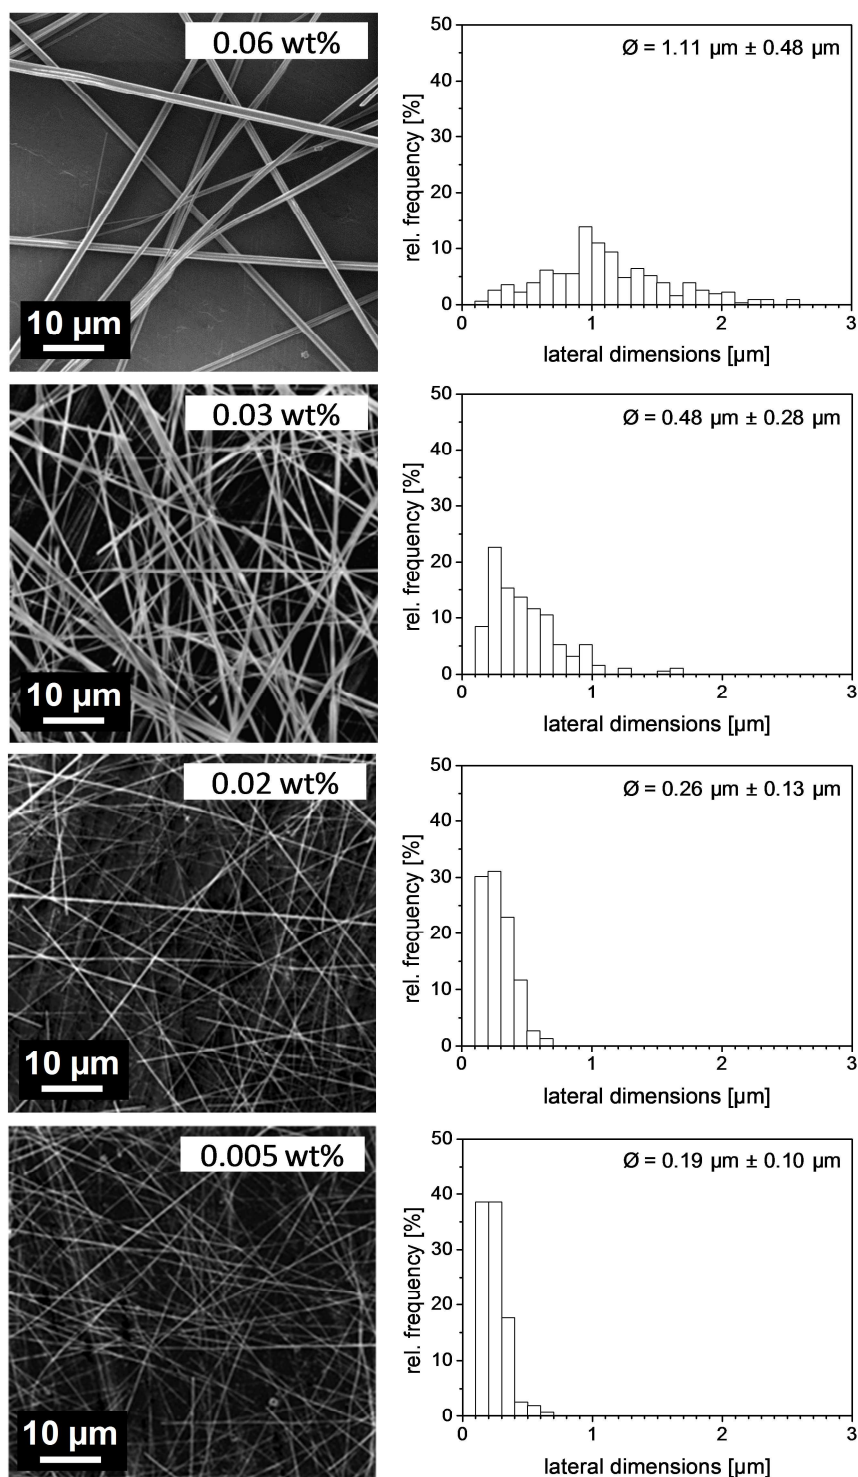 0.06 wt%
10 µm
Ø = 1.11 µm ± 0.48 µm
rel. frequency [%]
50
40
30
20
10
0
0 1 2 3
lateral dimensions [µm]
0.03 wt%
10 µm
Ø = 0.48 µm ± 0.28 µm
rel. frequency [%]
50
40
30
20
10
0
0 1 2 3
lateral dimensions [µm]
0.02 wt%
10 µm
Ø = 0.26 µm ± 0.13 µm
rel. frequency [%]
50
40
30
20
10
0
0 1 2 3
lateral dimensions [µm]
0.005 wt%
10 µm
Ø = 0.19 µm ± 0.10 µm
rel. frequency [%]
50
40
30
20
10
0
0 1 2 3
lateral dimensions [µm]